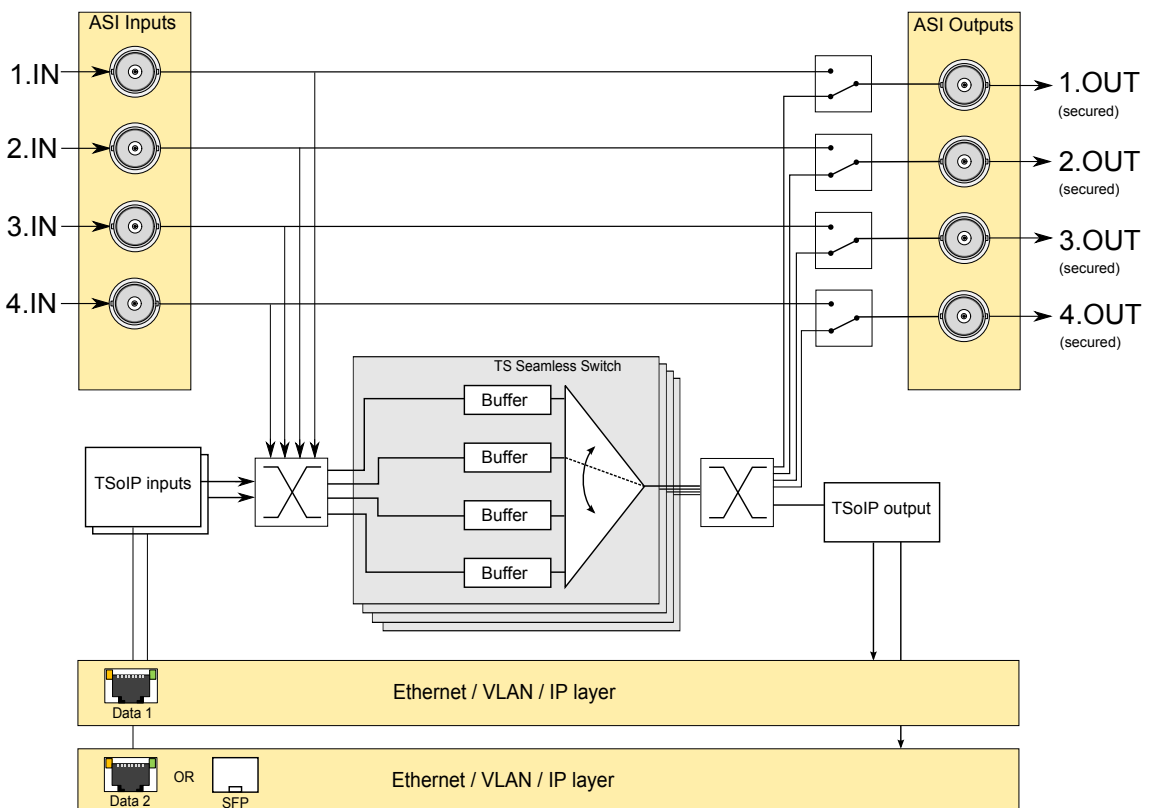 ASI Inputs
ASI Outputs
1.IN
1.OUT
(secured)
2.IN
2.OUT
(secured)
3.IN
3.OUT
(secured)
4.IN
4.OUT
(secured)
TS Seamless Switch
Buffer
Buffer
Buffer
Buffer
TSoIP inputs
TSoIP output
Ethernet / VLAN / IP layer
Data 1
Ethernet / VLAN / IP layer
OR
Data 2
SFP